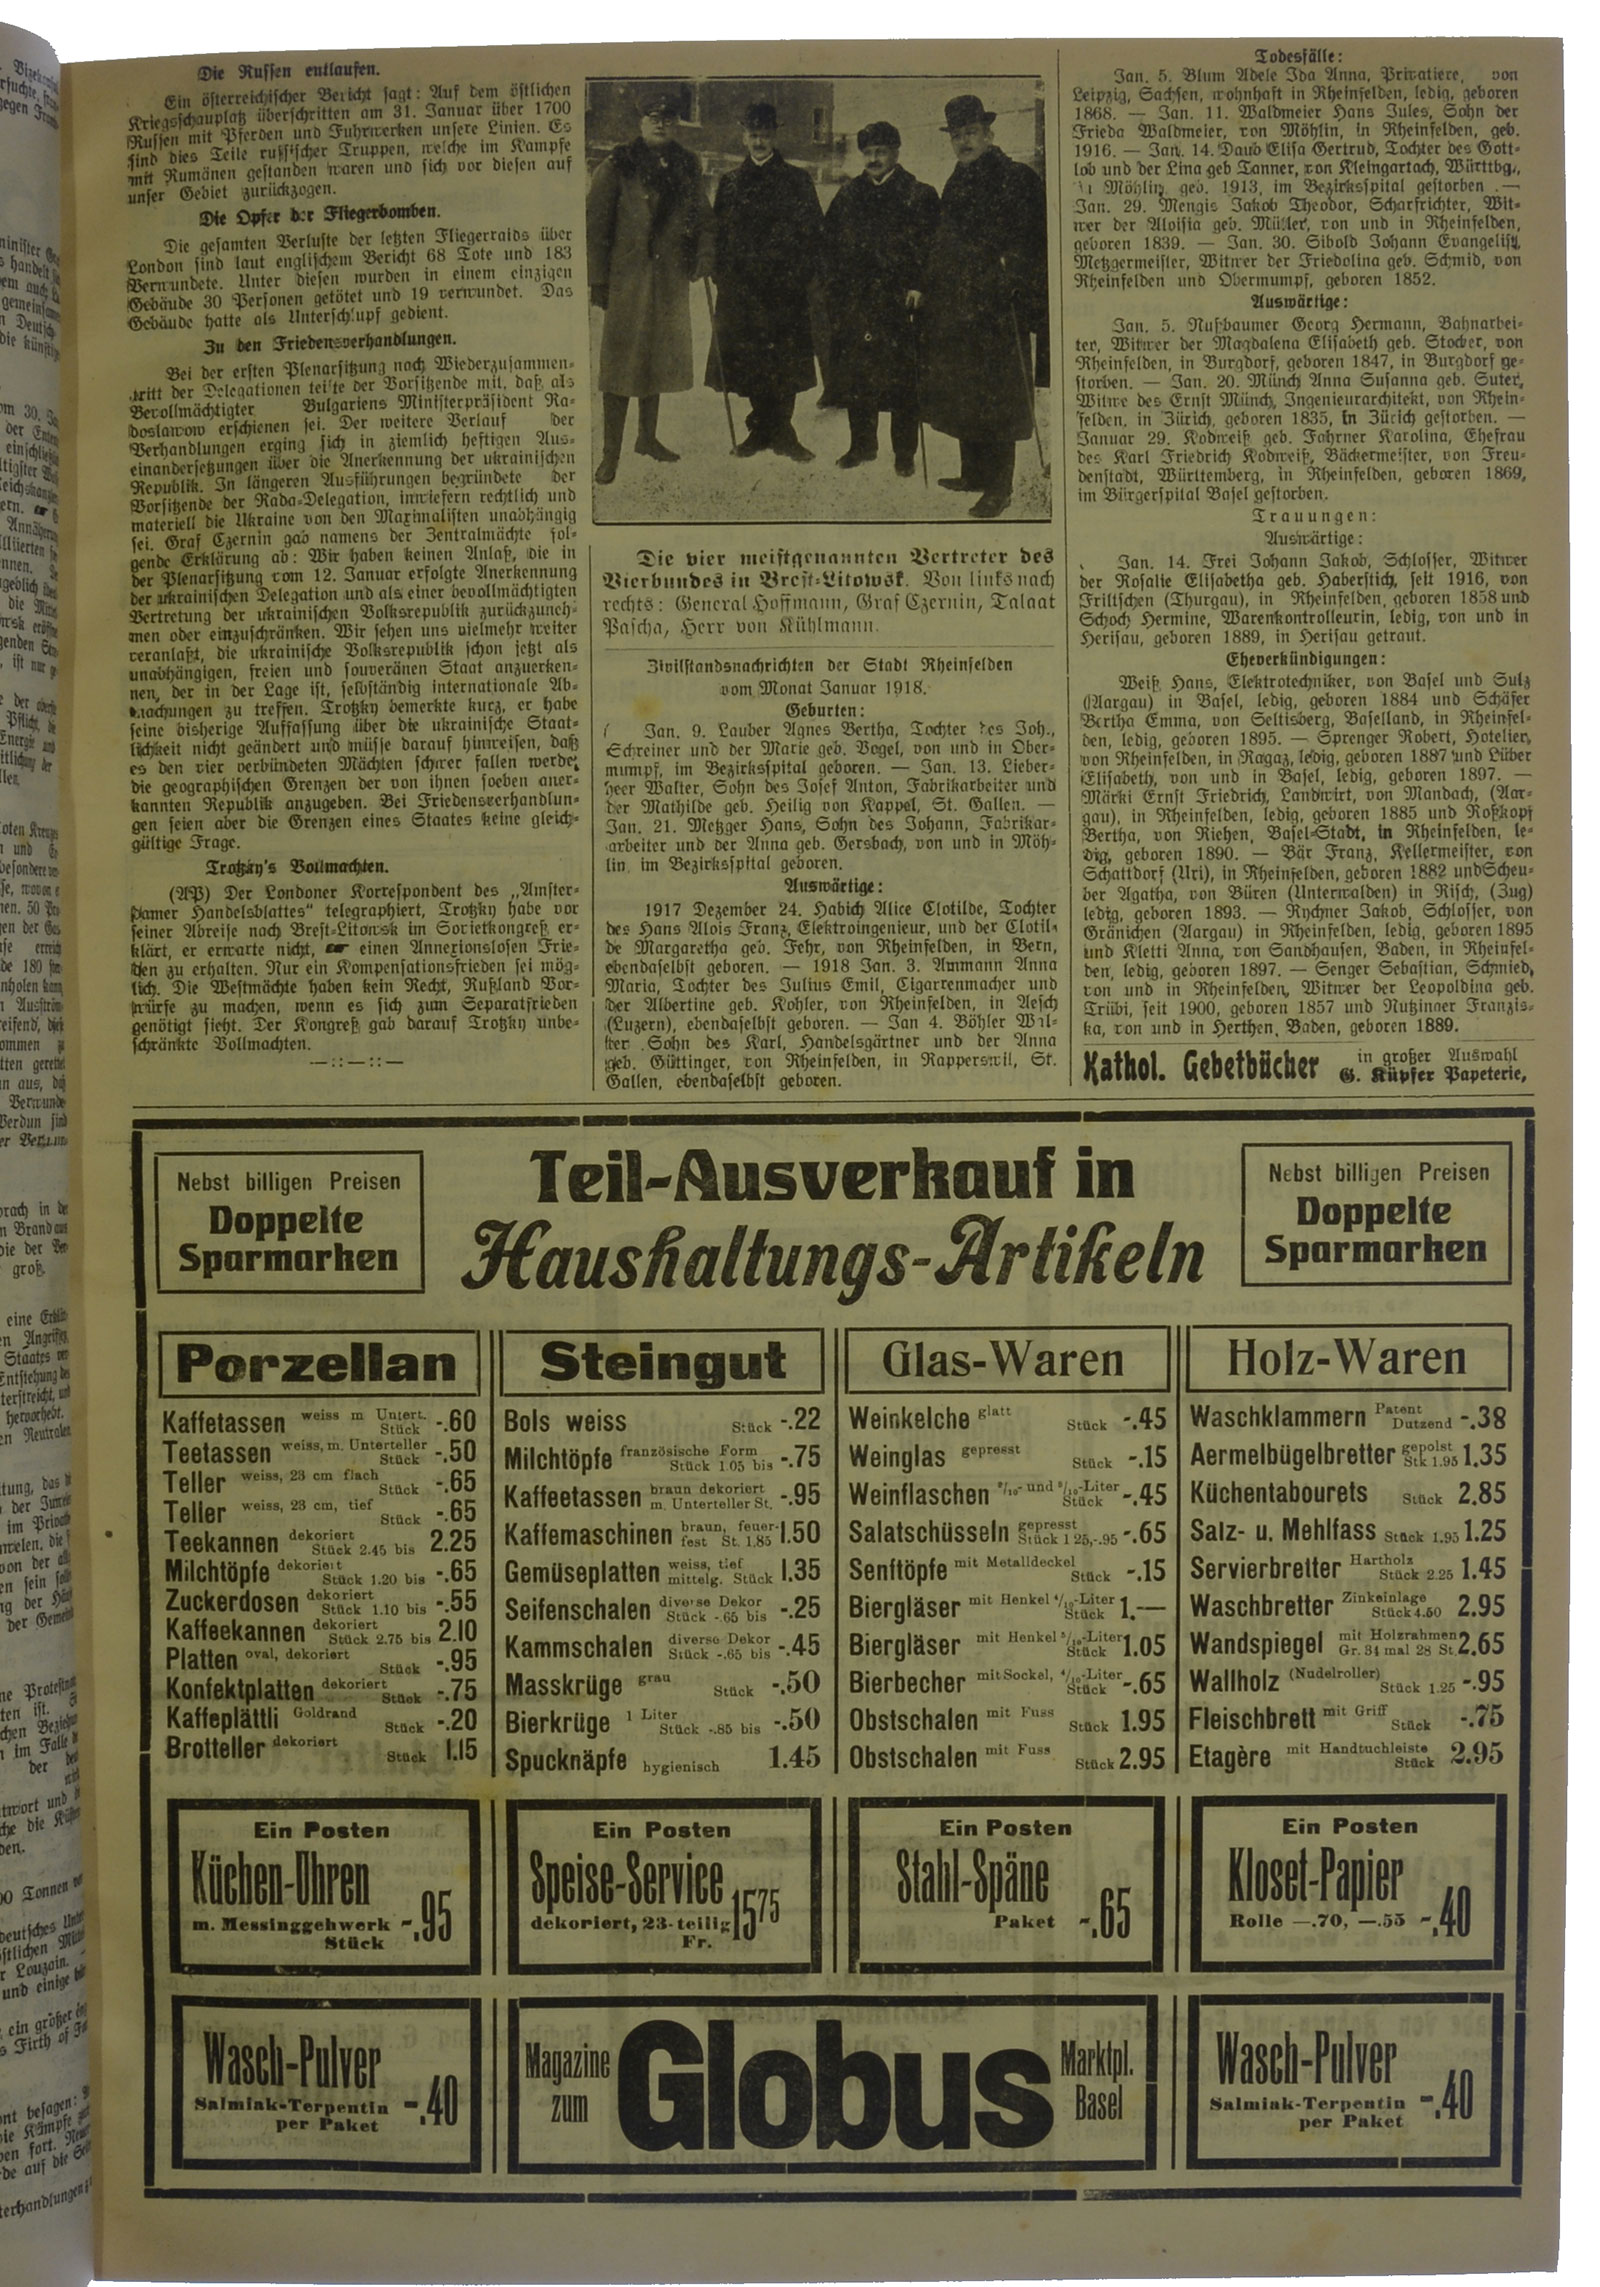 Die Russen entlaufen.
Ein österreichischer Bericht sagt: Auf dem östlichen
Kriegsschauplatz überschritten am 31. Januar über 1700
Russen mit Pferden und Fuhrwerken unsere Linien. Es
sind dies Teile russischer Truppen, welche im Kampfe
mit Rumänen gestanden waren und sich vor diesen auf
unser Gebiet zurückzogen.
Die Opfer der Fliegerbomben.
Die gesamten Verluste der letzten Fliegerraids über
London sind laut englischem Bericht 68 Tote und 183
Verwundete. Unter diesen wurden in einem einzigen
Gebäude 30 Personen getötet und 19 verwundet. Das
Gebäude hatte als Unterschlupf gedient.
Zu den Friedensverhandlungen.
Bei der ersten Plenarsitzung nach Wiederzusammen-
tritt der Delegationen teilte der Vorsitzende mit, daß als
Bevollmächtigter Bulgariens Ministerpräsident Ra-
doslawow erschienen sei. Der weitere Verlauf der
Verhandlungen erging sich in ziemlich heftigen Aus-
einandersetzungen über die Anerkennung der ukrainischen
Republik. In längeren Ausführungen begründete der
Vorsitzende der Rada-Delegation, inwiefern rechtlich und
materiell die Ukraine von den Maximalisten unabhängig
sei. Graf Czernin gab namens der Zentralmächte fol-
gende Erklärung ab: Wir haben keinen Anlaß, die in
der Plenarsitzung vom 12. Januar erfolgte Anerkennung
der ukrainischen Delegation und als einer bevollmächtigten
Vertretung der ukrainischen Volksrepublik zurückzuneh-
men oder einzuschränken. Wir sehen uns vielmehr weiter
veranlaßt, die ukrainische Volksrepublik schon jetzt als
unabhängigen, freien und souveränen Staat anzuerken-
nen, der in der Lage ist, selbständig internationale Ab-
machungen zu treffen. Trotzky bemerkte kurz, er habe
seine bisherige Auffassung über die ukrainische Staat-
lichkeit nicht geändert und müsse darauf hinweisen, daß
es den vier verbündeten Mächten schwer fallen werde,
die geographischen Grenzen der von ihnen soeben aner-
kannten Republik anzugeben. Bei Friedensverhandlun-
gen seien aber die Grenzen eines Staates keine gleich-
gültige Frage.
Trotzky's Vollmachten.
(AP) Der Londoner Korrespondent des „Amster-
damer Handelsblattes" telegraphiert, Trotzky habe vor
seiner Abreise nach Brest-Litowsk im Sovietkongreß er-
klärt, er erwarte nicht, einen Annexionslosen Frie-
den zu erhalten. Nur ein Kompensationsfrieden sei mög-
lich. Die Westmächte haben kein Recht, Rußland Vor-
würfe zu machen, wenn es sich zum Separatfrieden
genötigt sieht. Der Kongreß gab darauf Trotzky unbe-
schränkte Vollmachten.
—::—::—
Die vier meistgenannten Vertreter des
Vierbundes in Brest-Litowsk. Von links nach
rechts: General Hoffmann, Graf Czernin, Talaat
Pascha, Herr von Kühlmann.
Zivilstandsnachrichten der Stadt Rheinfelden
vom Monat Januar 1918.
Geburten:
Jan. 9. Lauber Agnes Bertha, Tochter des Joh.,
Schreiner und der Marie geb. Vogel, von und in Ober-
mumpf, im Bezirksspital geboren. — Jan. 13. Lieber-
heer Walter, Sohn des Josef Anton, Fabrikarbeiter und
der Mathilde geb. Heilig von Kappel, St. Gallen. —
Jan. 21. Metzger Hans, Sohn des Johann, Fabrikar-
arbeiter und der Anna geb. Gersbach, von und in Möh-
lin, im Bezirksspital geboren.
Auswärtige:
1917 Dezember 24. Habich Alice Clotilde, Tochter
des Hans Alois Franz, Elektroingenieur, und der Clotil-
de Margaretha geb. Fehr, von Rheinfelden, in Bern,
ebendaselbst geboren. — 1918 Jan. 3. Ammann Anna
Maria, Tochter des Julius Emil, Cigarrenmacher und
der Albertine geb. Kohler, von Rheinfelden, in Aesch
(Luzern), ebendaselbst geboren. — Jan 4. Böhler Wal-
ter Sohn des Karl, Handelsgärtner und der Anna
geb. Güttinger, von Rheinfelden, in Rapperswil, St.
Gallen, ebendaselbst geboren.
Todesfälle:
Jan. 5. Blum Adele Ida Anna, Privatiere, von
Leipzig, Sachsen, wohnhaft in Rheinfelden, ledig, geboren
1868. — Jan. 11. Waldmeier Hans Jules, Sohn der
Frieda Waldmeier, von Möhlin, in Rheinfelden, geb.
1916. — Jan. 14. Daub Elisa Gertrud, Tochter des Gott-
lob und der Lina geb Tanner, von Kleingartach, Württbg.,
in Möhlin, geb. 1913, im Bezirksspital gestorben. —
Jan. 29. Mengis Jakob Theodor, Scharfrichter, Wit-
wer der Aloisia geb. Müller, von und in Rheinfelden,
geboren 1839. — Jan. 30. Sibold Johann Evangelist,
Metzgermeister, Witwer der Friedolina geb. Schmid, von
Rheinfelden und Obermumpf, geboren 1852.
Auswärtige:
Jan. 5. Nußbaumer Georg Hermann, Bahnarbei-
ter, Witwer der Magdalena Elisabeth geb. Stocker, von
Rheinfelden, in Burgdorf, geboren 1847, in Burgdorf ge-
storben. — Jan. 20. Münch Anna Susanna geb. Suter,
Witwe des Ernst Münch, Ingenieurarchitekt, von Rhein-
felden, in Zürich, geboren 1835, in Zürich gestorben. —
Januar 29. Kodweiß geb. Fahrner Karolina, Ehefrau
des Karl Friedrich Kodweiß, Bäckermeister, von Freu-
denstadt, Württemberg, in Rheinfelden, geboren 1869,
im Bürgerspital Basel gestorben.
Trauungen:
Auswärtige:
Jan. 14. Frei Johann Jakob, Schlosser, Witwer
der Rosalie Elisabetha geb. Haberstich, seit 1916, von
Friltschen (Thurgau), in Rheinfelden, geboren 1858 und
Schoch Hermine, Warenkontrolleurin, ledig, von und in
Herisau, geboren 1889, in Herisau getraut.
Eheverkündigungen:
Weiß Hans, Elektrotechniker, von Basel und Sulz
(Aargau) in Basel, ledig, geboren 1884 und Schäfer
Bertha Emma, von Seltisberg, Baselland, in Rheinfel-
den, ledig, geboren 1895. — Sprenger Robert, Hotelier,
von Rheinfelden, in Ragaz, ledig, geboren 1887 und Lüber
Elisabeth, von und in Basel, ledig, geboren 1897. —
Märki Ernst Friedrich, Landwirt, von Mandach, (Aar-
gau), in Rheinfelden, ledig, geboren 1885 und Roßkopf
Bertha, von Riehen, Basel-Stadt, in Rheinfelden, le-
dig, geboren 1890. — Bär Franz, Kellermeister, von
Schattdorf (Uri), in Rheinfelden, geboren 1882 und Scheu-
ber Agatha, von Büren (Unterwalden) in Risch, (Zug)
ledig, geboren 1893. — Rychner Jakob, Schlosser, von
Gränichen (Aargau) in Rheinfelden, ledig, geboren 1895
und Kletti Anna, von Sandhausen, Baden, in Rheinfel-
den, ledig, geboren 1897. — Senger Sebastian, Schmied,
von und in Rheinfelden, Witwer der Leopoldina geb.
Trübi, seit 1900, geboren 1857 und Nutzinger Franzis-
ka, von und in Herthen, Baden, geboren 1889.
Kathol. Gebetbücher in großer Auswahl
G. Küpfer Papeterie,
Nebst billigen Preisen
Doppelte
Sparmarken
Teil-Ausverkauf in
Haushaltungs-Artikeln
Nebst billigen Preisen
Doppelte
Sparmarken
Porzellan
Kaffetassen weiss m Untert. Stück -.60
Teetassen weiss, m. Unterteller Stück -.50
Teller weiss, 23 cm flach Stück -.65
Teller weiss, 23 cm, tief Stück -.65
Teekannen dekoriert Stück 2.45 bis 2.25
Milchtöpfe dekoriert Stück 1.20 bis -.65
Zuckerdosen dekoriert Stück 1.10 bis -.55
Kaffeekannen dekoriert Stück 2.75 bis 2.10
Platten oval, dekoriert Stück -.95
Konfektplatten dekoriert Stück -.75
Kaffeplättli Goldrand Stück -.20
Brotteller dekoriert Stück 1.15
Steingut
Bols weiss Stück -.22
Milchtöpfe französische Form Stück 1.05 bis -.75
Kaffeetassen braun dekoriert m. Unterteller St. -.95
Kaffemaschinen braun, feuer- fest St. 1.85 1.50
Gemüseplatten weiss, tief mittelg. Stück 1.35
Seifenschalen diverse Dekor Stück -.65 bis -.25
Kammschalen diverse Dekor Stück -.65 bis -.45
Masskrüge grau Stück -.50
Bierkrüge 1 Liter Stück -.85 bis -.50
Spucknäpfe hygienisch 1.45
Glas-Waren
Weinkelche glatt Stück -.45
Weinglas gepresst Stück -.15
Weinflaschen Stück -.45
Salatschüsseln gepresst Stück 1 25,-.95 -.65
Senftöpfe mit Metalldeckel Stück -.15
Biergläser mit Henkel 4/10-Liter Stück 1.—
Biergläser mit Henkel 5/10-Liter Stück 1.05
Bierbecher mit Sockel, 4/10-Liter Stück -.65
Obstschalen mit Fuss Stück 1.95
Obstschalen mit Fuss Stück 2.95
Holz-Waren
Waschklammern Patent Dutzend -.38
Aermelbügelbretter gepolst Stk 1.95 1.35
Küchentabourets Stück 2.85
Salz- u. Mehlfass Stück 1.95 1.25
Servierbretter Hartholz Stück 2.25 1.45
Waschbretter Zinkeinlage Stück 4.50 2.95
Wandspiegel mit Holzrahmen Gr. 34 mal 28 St. 2.65
Wallholz (Nudelroller) Stück 1.25 -.95
Fleischbrett mit Griff Stück -.75
Etagère mit Handtuchleiste Stück 2.95
Ein Posten
Küchen-Uhren
m. Messinggehwerk
Stück -.95
Ein Posten
Speise-Service
dekoriert, 23-teilig
Fr. 15 75
Ein Posten
Stahl-Späne
Paket -.65
Ein Posten
Kloset-Papier
Rolle —.70, —.55 -.40
Wasch-Pulver
Salmiak-Terpentin
per Paket -.40
Magazine
zum
Globus
Marktpl.
Basel
Wasch-Pulver
Salmiak-Terpentin
per Paket -.40